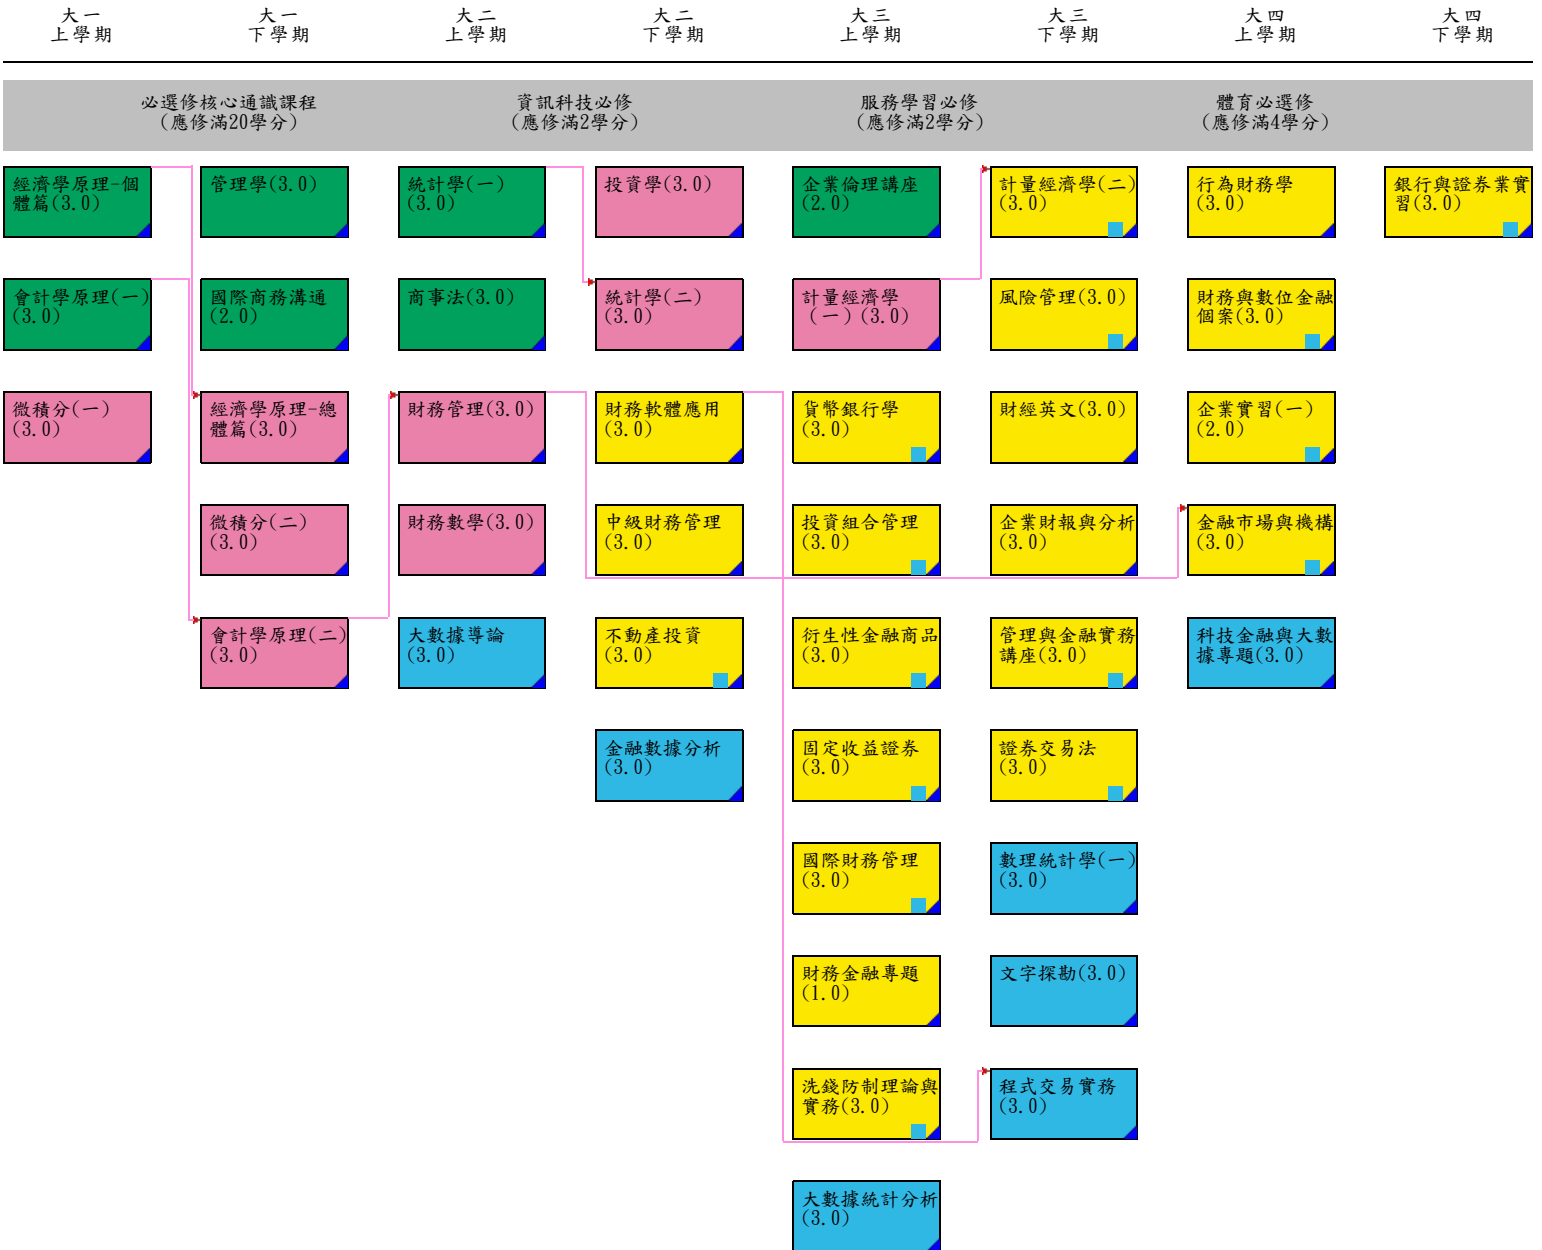 大一
上學期
大一
下學期
大二
上學期
大二
下學期
大三
上學期
大三
下學期
大四
上學期
大四
下學期
必選修核心通識課程
(應修滿20學分)
資訊科技必修
(應修滿2學分)
服務學習必修
(應修滿2學分)
體育必選修
(應修滿4學分)
經濟學原理-個
體篇(3.0)
管理學(3.0)
統計學(一)
(3.0)
投資學(3.0)
企業倫理講座
(2.0)
計量經濟學(二)
(3.0)
行為財務學
(3.0)
銀行與證券業實
習(3.0)
會計學原理(一)
(3.0)
國際商務溝通
(2.0)
商事法(3.0)
統計學(二)
(3.0)
計量經濟學
(一)(3.0)
風險管理(3.0)
財務與數位金融
個案(3.0)
微積分(一)
(3.0)
經濟學原理-總
體篇(3.0)
財務管理(3.0)
財務軟體應用
(3.0)
貨幣銀行學
(3.0)
財經英文(3.0)
企業實習(一)
(2.0)
微積分(二)
(3.0)
財務數學(3.0)
中級財務管理
(3.0)
投資組合管理
(3.0)
企業財報與分析
(3.0)
金融市場與機構
(3.0)
會計學原理(二)
(3.0)
大數據導論
(3.0)
不動產投資
(3.0)
衍生性金融商品
(3.0)
管理與金融實務
講座(3.0)
科技金融與大數
據專題(3.0)
金融數據分析
(3.0)
固定收益證券
(3.0)
證券交易法
(3.0)
國際財務管理
(3.0)
數理統計學(一)
(3.0)
財務金融專題
(1.0)
文字探勘(3.0)
洗錢防制理論與
實務(3.0)
程式交易實務
(3.0)
大數據統計分析
(3.0)